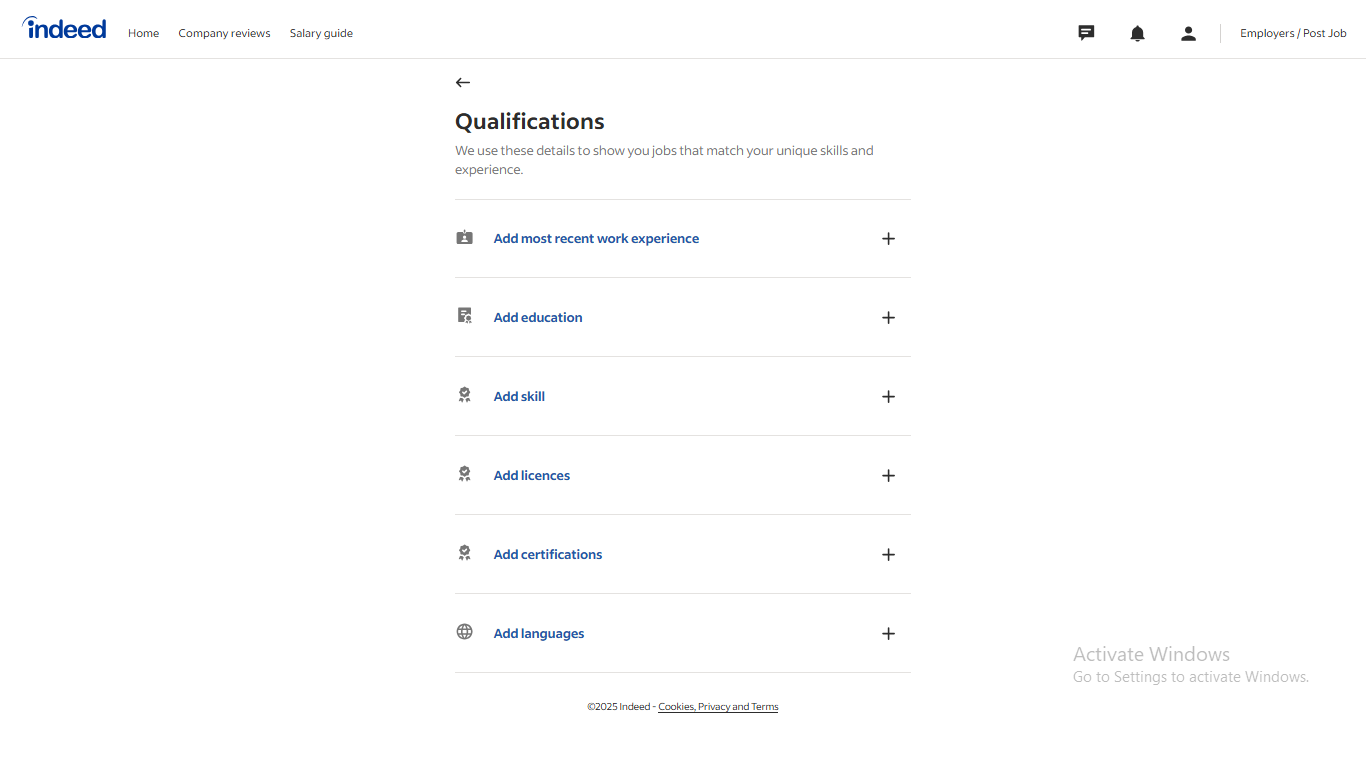 indeed
Home Company reviews Salary guide Employers / Post Job
Qualifications
We use these details to show you jobs that match your unique skills and
experience.
Add most recent work experience
Add education
Add skill
Add licences
Add certifications
Add languages
Activate Windows
Go to Settings to activate Windows.
©2025 Indeed - Cookies, Privacy and Terms